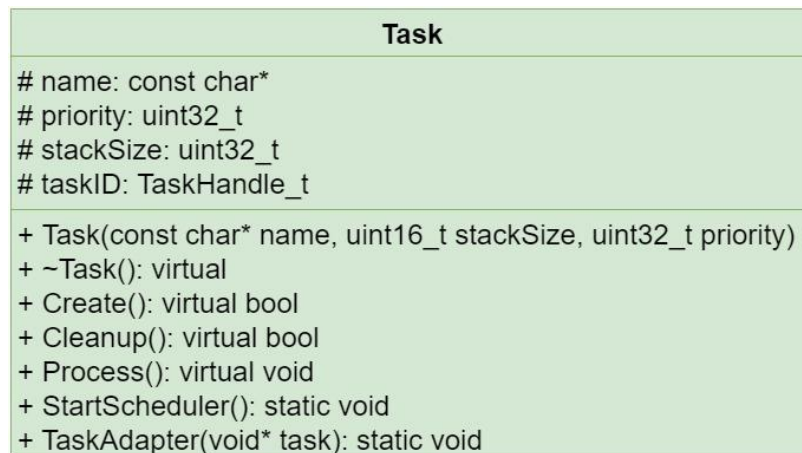 Task
# name: const char*
# priority: uint32_t
# stackSize: uint32_t
# taskID: TaskHandle_t
+ Task(const char* name, uint16_t stackSize, uint32_t priority)
+ ~Task(): virtual
+ Create(): virtual bool
+ Cleanup(): virtual bool
+ Process(): virtual void
+ StartScheduler(): static void
+ TaskAdapter(void* task): static void